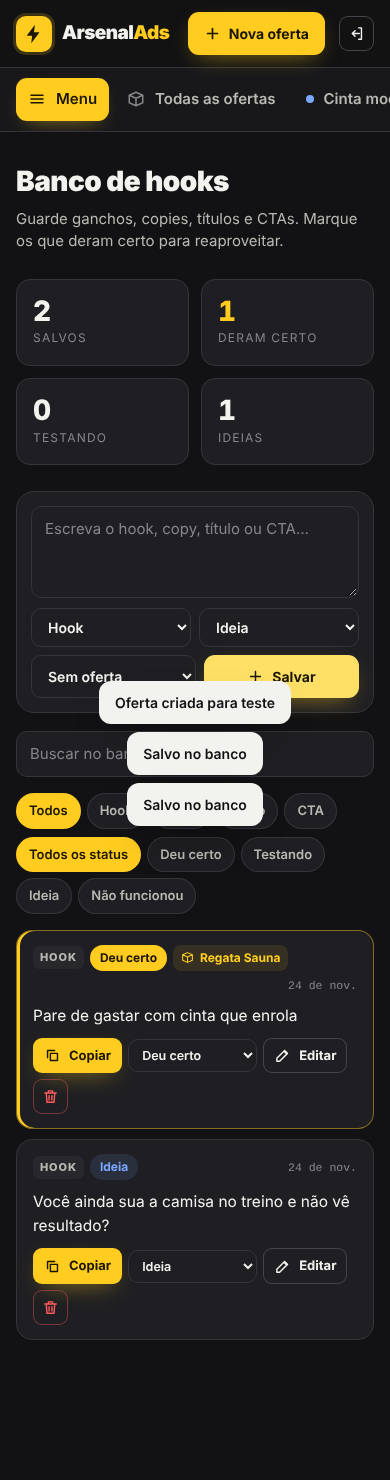 ArsenalAds
Nova oferta
Menu
Todas as ofertas
Cinta mo
Banco de hooks
Guarde ganchos, copies, títulos e CTAs. Marque
os que deram certo para reaproveitar.
2
SALVOS
1
DERAM CERTO
0
TESTANDO
1
IDEIAS
Escreva o hook, copy, título ou CTA...
Hook
Ideia
Sem oferta
Salvar
Oferta criada para teste
Buscar no ban
Salvo no banco
Salvo no banco
Todos
Hook
CTA
Todos os status
Deu certo
Testando
Ideia
Não funcionou
HOOK
Deu certo
Regata Sauna
24 de nov.
Pare de gastar com cinta que enrola
Copiar
Deu certo
Editar
HOOK
Ideia
24 de nov.
Você ainda sua a camisa no treino e não vê
resultado?
Copiar
Ideia
Editar